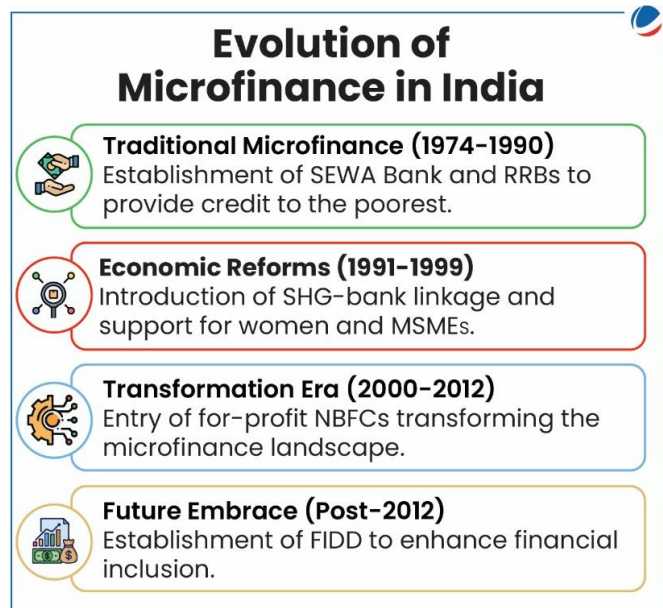 Evolution of
Microfinance in India
Traditional Microfinance (1974-1990)
Establishment of SEWA Bank and RRBs to
provide credit to the poorest.
Economic Reforms (1991-1999)
Introduction of SHG-bank linkage and
support for women and MSMEs.
Transformation Era (2000-2012)
Entry of for-profit NBFCs transforming the
microfinance landscape.
Future Embrace (Post-2012)
Establishment of FIDD to enhance financial
inclusion.